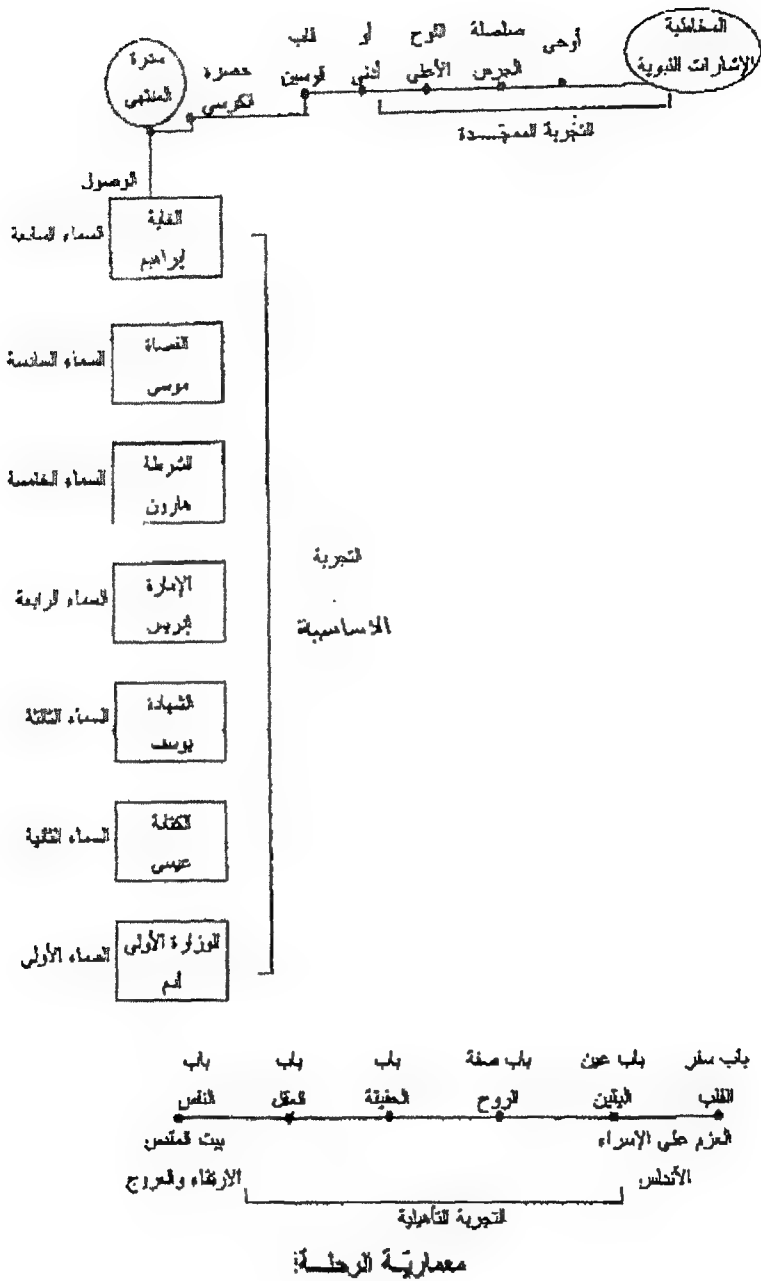 المخاطبة
الإشارات النبوية
أوحى
صلصلة
الجرس
اللوح
الأعلى
أو
أدنى
قاب
قوسين
حضرة
الكرسي
سدرة
المنتهى
التجربة الممجـــدة
الوصول
السماء السابعة
الغاية
إبراهيم
السماء السادسة
القضاة
موسى
السماء الخامسة
الشرطة
هارون
السماء الرابعة
الإمارة
إدريس
السماء الثالثة
الشهادة
يوسف
السماء الثانية
الكتابة
عيسى
السماء الأولى
الوزارة الأولى
آدم
التجربة
الاساسية
باب سفر
القلب
باب عين
اليقين
باب صفة
الروح
باب
الحقيقة
باب
العقل
باب
النفس
العزم على الإسراء
الأندلس
بيت المقدس
الارتقاء والعروج
التجربة التأهيلية
معمارية الرحلـــة: